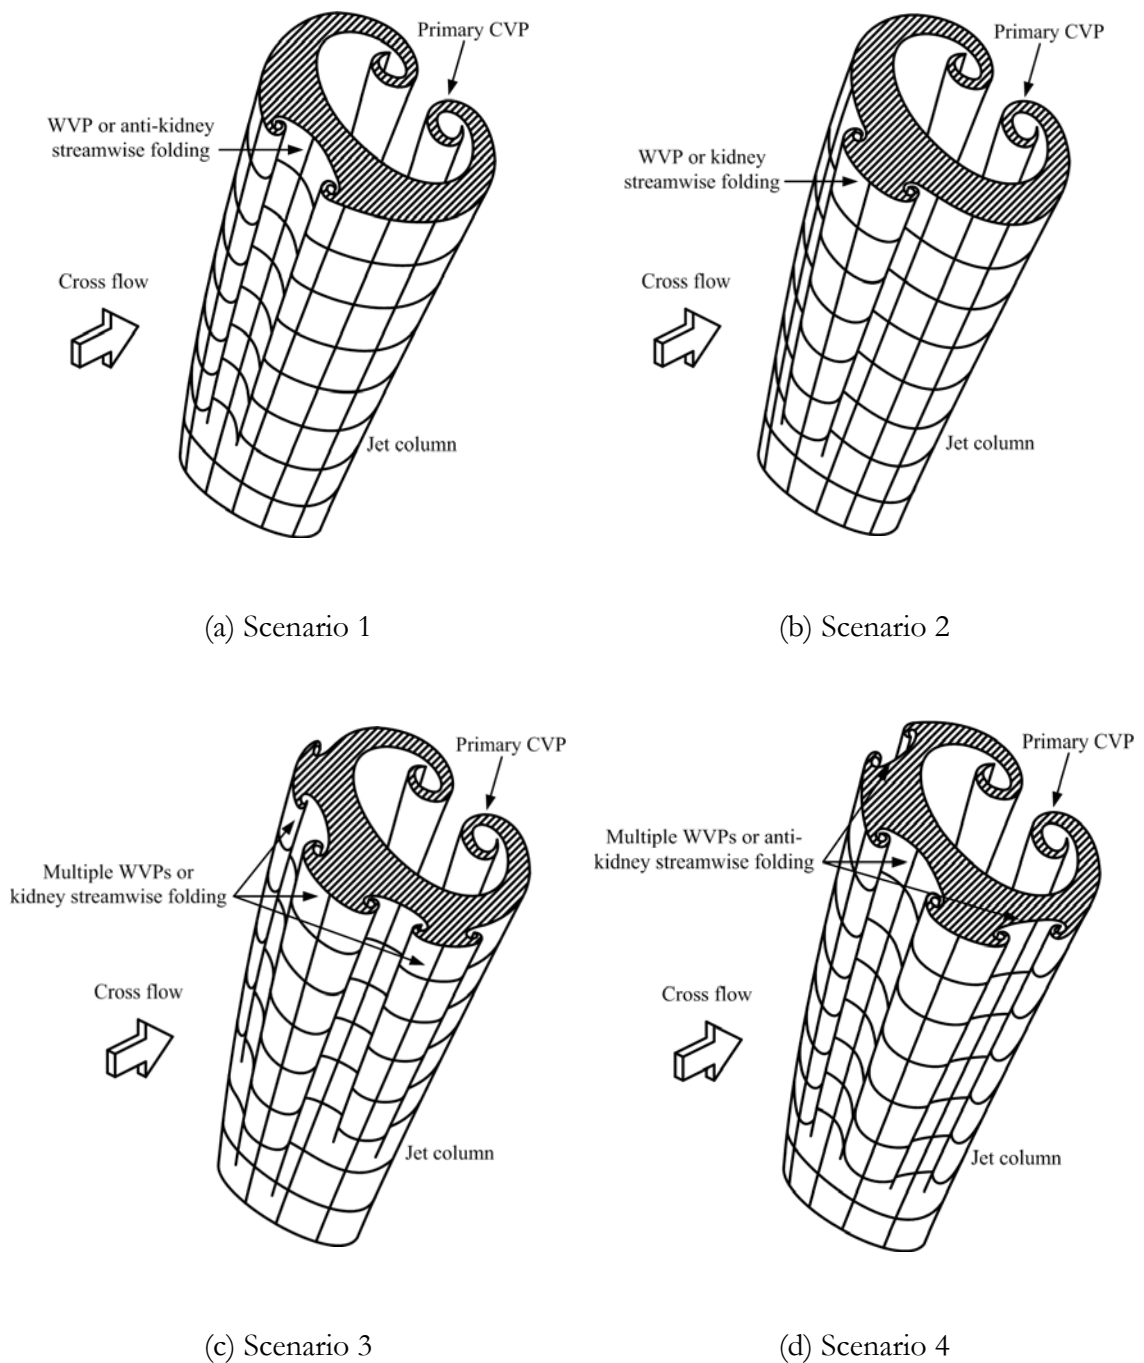 Primary CVP
WVP or anti-kidney
streamwise folding
Cross flow
Jet column
(a) Scenario 1
Primary CVP
WVP or kidney
streamwise folding
Cross flow
Jet column
(b) Scenario 2
Primary CVP
Multiple WVPs or
kidney streamwise folding
Cross flow
Jet column
(c) Scenario 3
Primary CVP
Multiple WVPs or anti-
kidney streamwise folding
Cross flow
Jet column
(d) Scenario 4